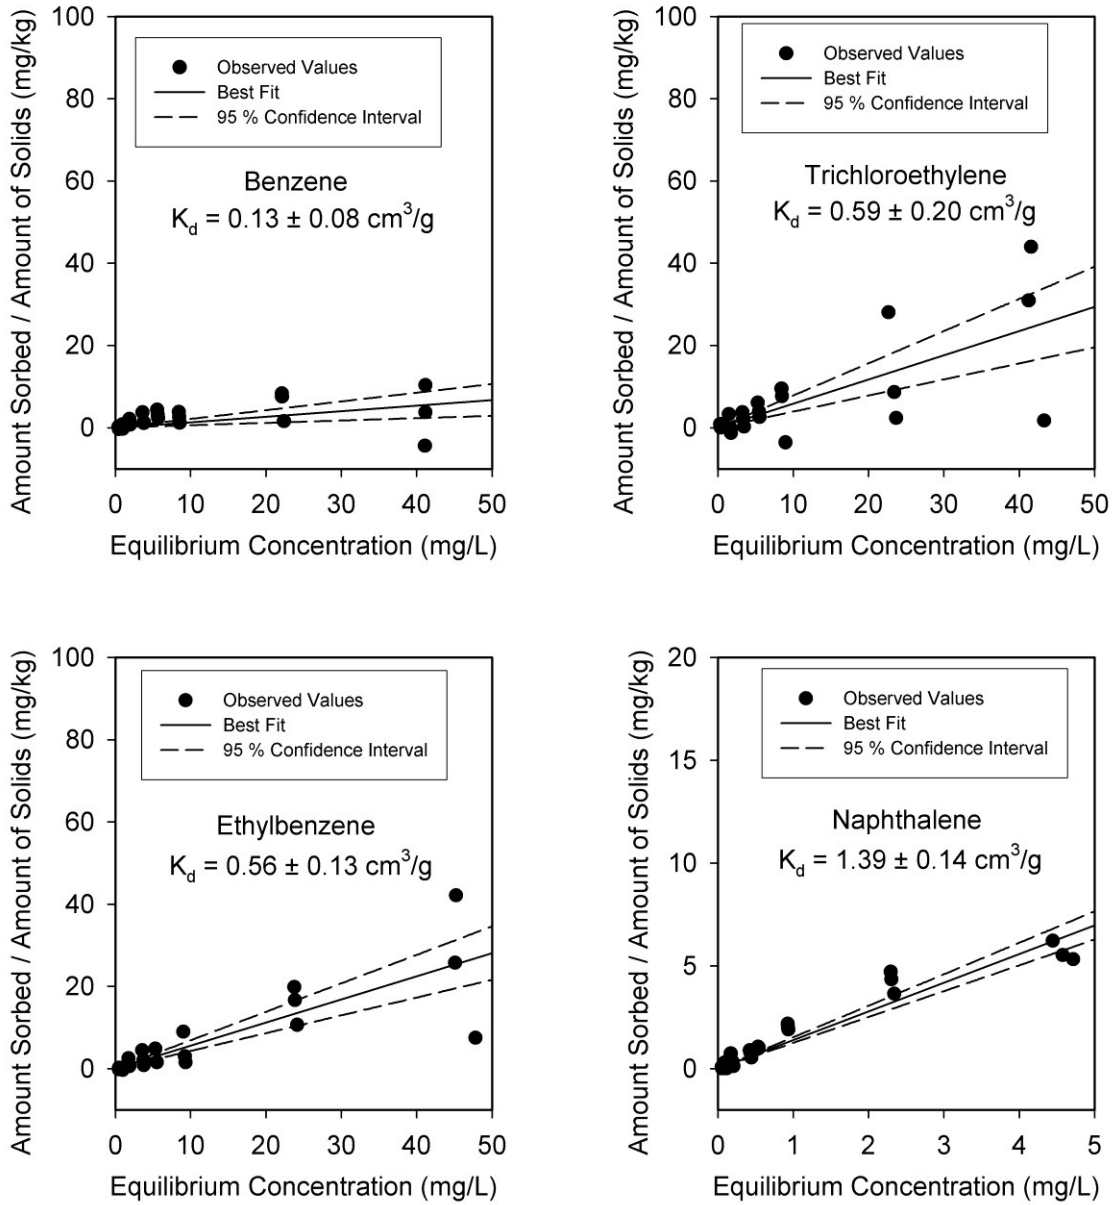 Amount Sorbed / Amount of Solids (mg/kg)
100
80
60
40
20
0
Observed Values
Best Fit
95 % Confidence Interval
Benzene
Kd = 0.13 ± 0.08 cm³/g
0 10 20 30 40 50
Equilibrium Concentration (mg/L)
Amount Sorbed / Amount of Solids (mg/kg)
100
80
60
40
20
0
Observed Values
Best Fit
95 % Confidence Interval
Trichloroethylene
Kd = 0.59 ± 0.20 cm³/g
0 10 20 30 40 50
Equilibrium Concentration (mg/L)
Amount Sorbed / Amount of Solids (mg/kg)
100
80
60
40
20
0
Observed Values
Best Fit
95 % Confidence Interval
Ethylbenzene
Kd = 0.56 ± 0.13 cm³/g
0 10 20 30 40 50
Equilibrium Concentration (mg/L)
Amount Sorbed / Amount of Solids (mg/kg)
20
15
10
5
0
Observed Values
Best Fit
95 % Confidence Interval
Naphthalene
Kd = 1.39 ± 0.14 cm³/g
0 1 2 3 4 5
Equilibrium Concentration (mg/L)